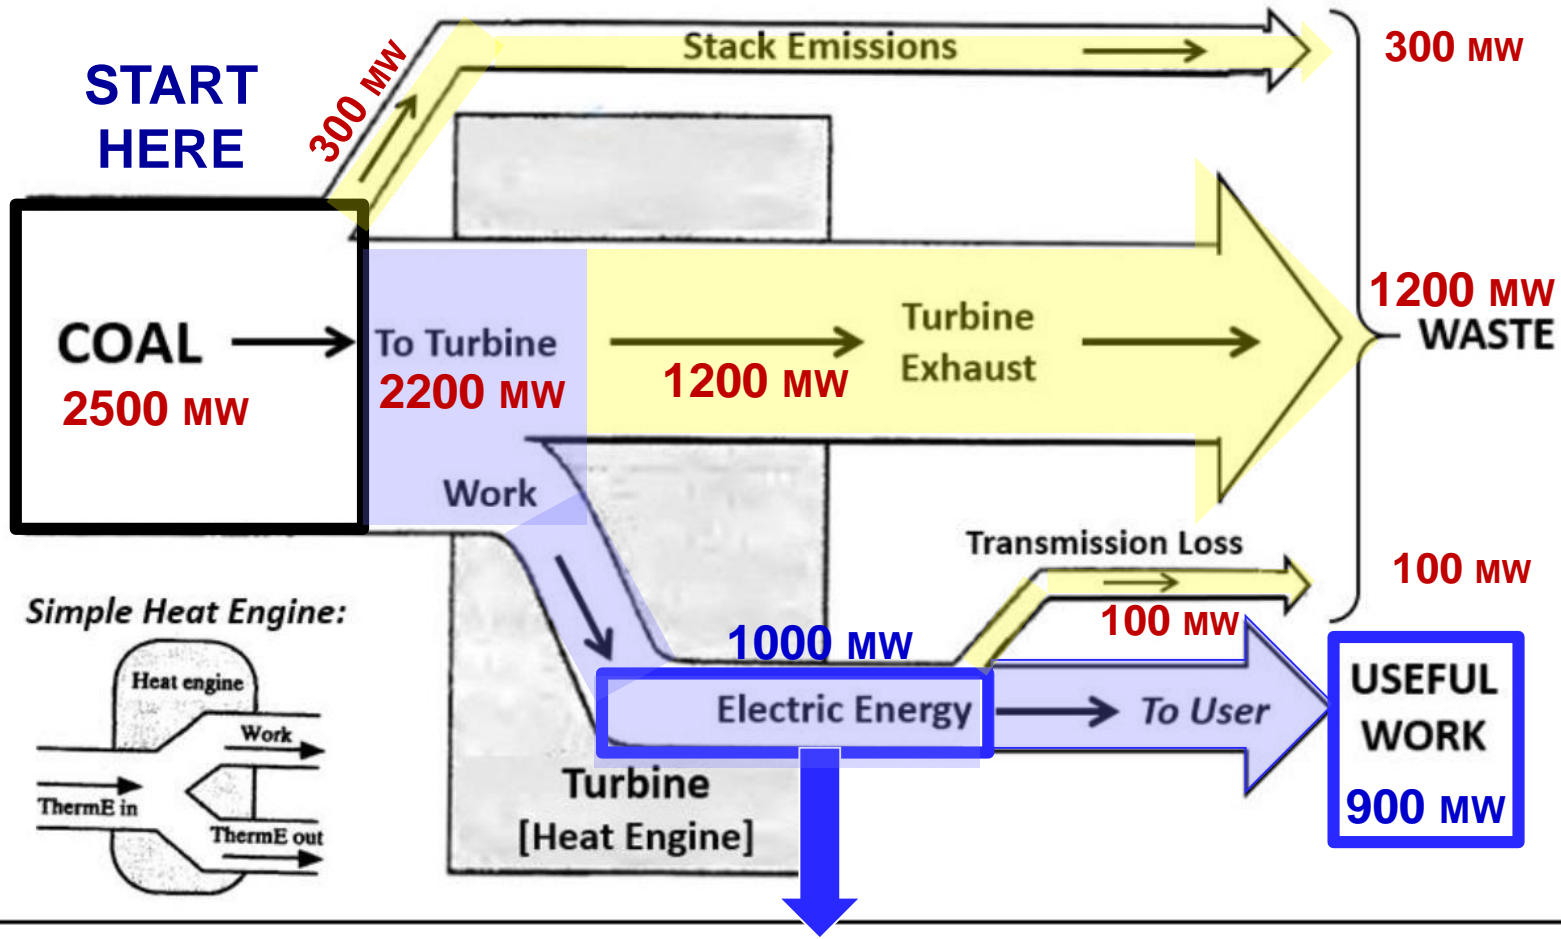 Stack Emissions
300 MW
START
HERE
300 MW
COAL
2500 MW
To Turbine
2200 MW
1200 MW
Turbine
Exhaust
1200 MW
WASTE
Work
Transmission Loss
100 MW
100 MW
1000 MW
Electric Energy
To User
USEFUL
WORK
900 MW
Turbine
[Heat Engine]
Simple Heat Engine:
Heat engine
Work
ThermE in
ThermE out